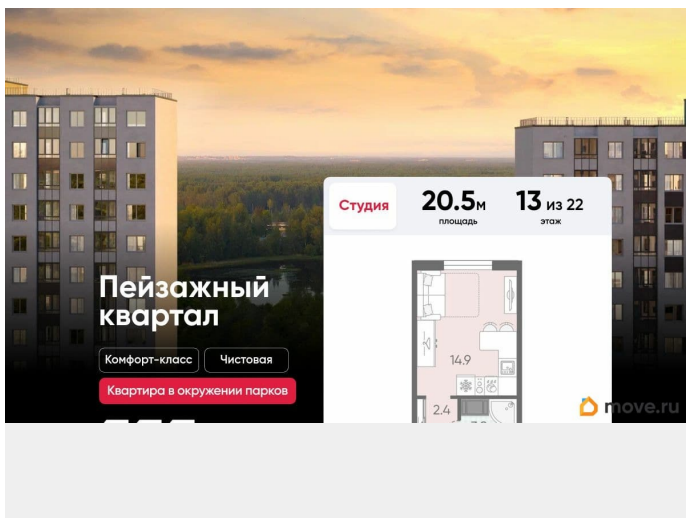 Студия
20.5м
площадь
13 из 22
этаж
Пейзажный
квартал
Комфорт-класс
Чистовая
Квартира в окружении парков
14.9
2.4
move.ru